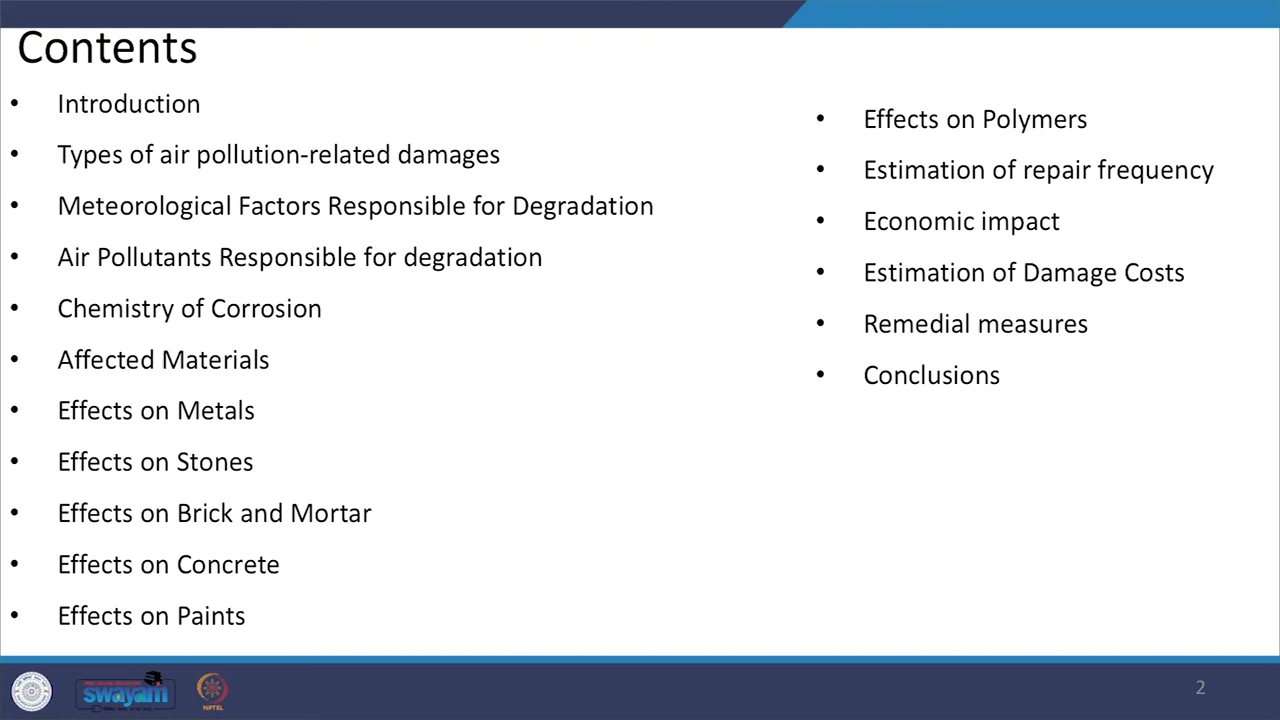 Contents
• Introduction
• Types of air pollution-related damages
• Meteorological Factors Responsible for Degradation
• Air Pollutants Responsible for degradation
• Chemistry of Corrosion
• Affected Materials
• Effects on Metals
• Effects on Stones
• Effects on Brick and Mortar
• Effects on Concrete
• Effects on Paints
• Effects on Polymers
• Estimation of repair frequency
• Economic impact
• Estimation of Damage Costs
• Remedial measures
• Conclusions
swayam
NPTEL
2